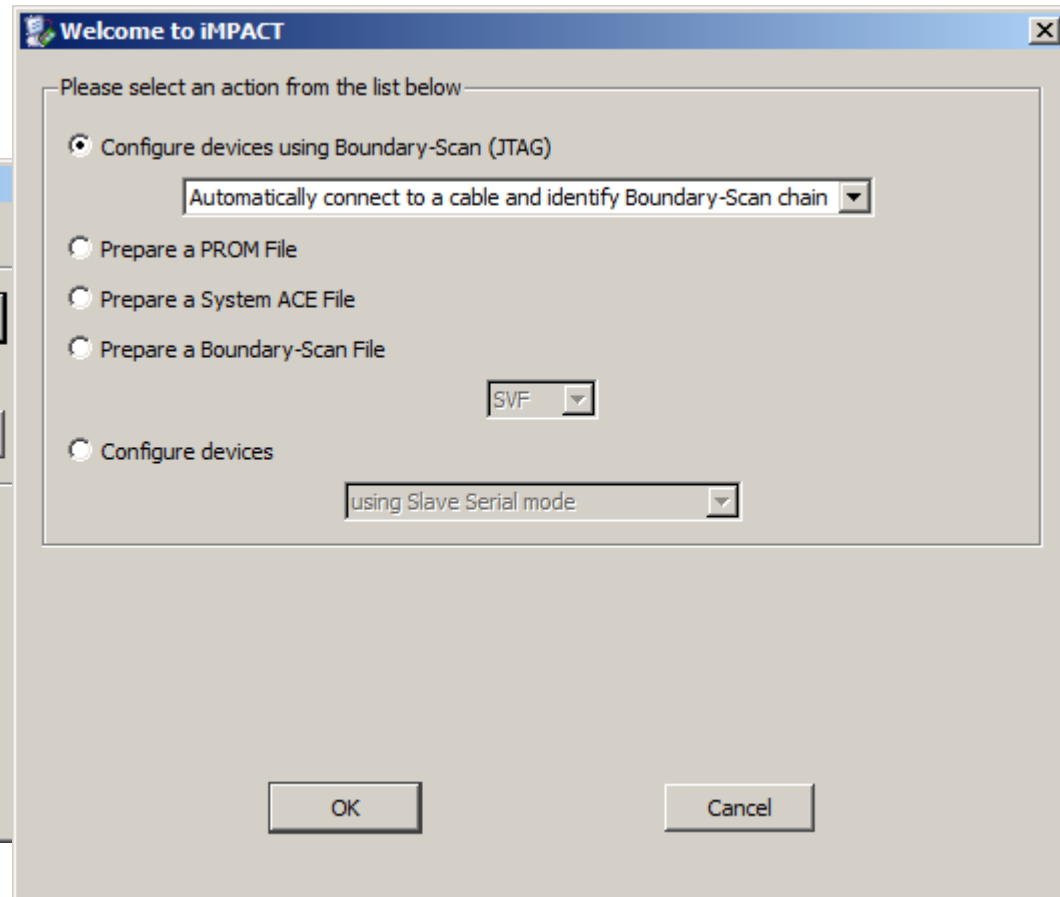 Welcome to iMPACT
Please select an action from the list below
Configure devices using Boundary-Scan (JTAG)
Automatically connect to a cable and identify Boundary-Scan chain
Prepare a PROM File
Prepare a System ACE File
Prepare a Boundary-Scan File
SVF
Configure devices
using Slave Serial mode
OK Cancel